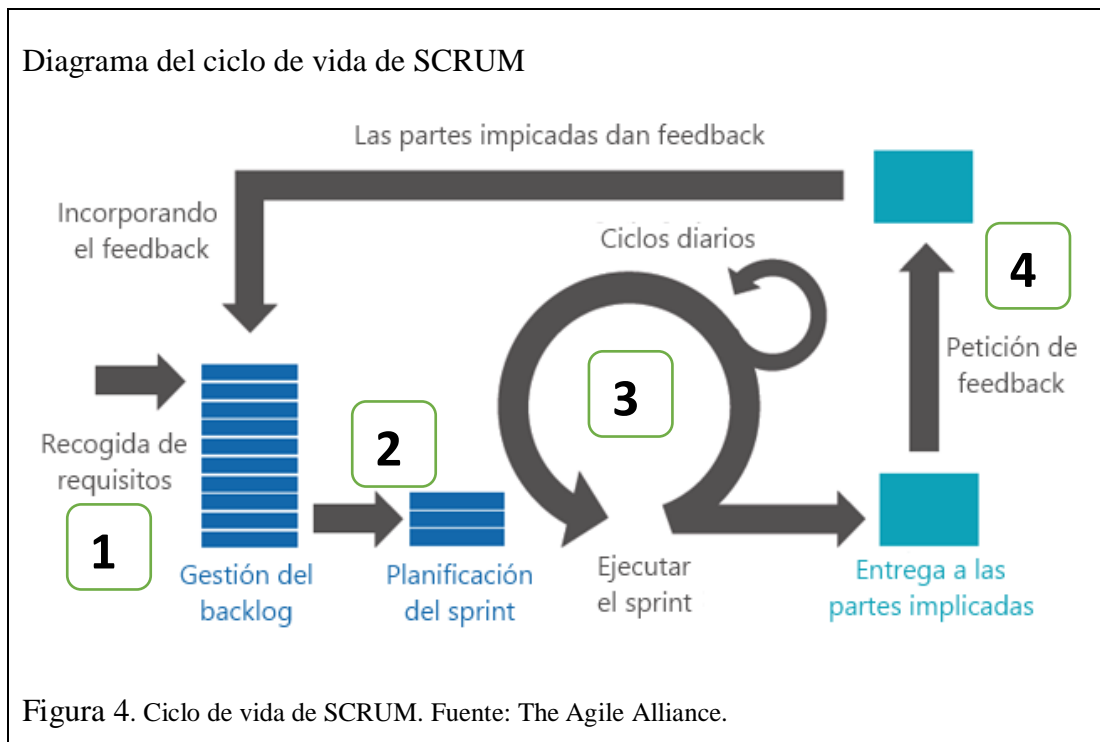 Diagrama del ciclo de vida de SCRUM
Las partes impicadas dan feedback
Incorporando
el feedback
Ciclos diarios
4
Petición de
feedback
3
2
Recogida de
requisitos
1
Gestión del
backlog
Planificación
del sprint
Ejecutar
el sprint
Entrega a las
partes implicadas
Figura 4. Ciclo de vida de SCRUM. Fuente: The Agile Alliance.